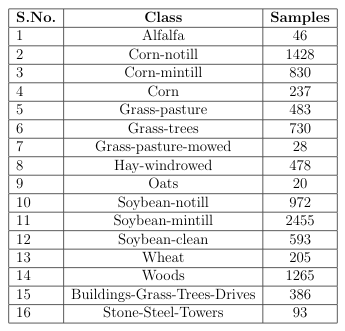 S.No. Class Samples
1 Alfalfa 46
2 Corn-notill 1428
3 Corn-mintill 830
4 Corn 237
5 Grass-pasture 483
6 Grass-trees 730
7 Grass-pasture-mowed 28
8 Hay-windrowed 478
9 Oats 20
10 Soybean-notill 972
11 Soybean-mintill 2455
12 Soybean-clean 593
13 Wheat 205
14 Woods 1265
15 Buildings-Grass-Trees-Drives 386
16 Stone-Steel-Towers 93